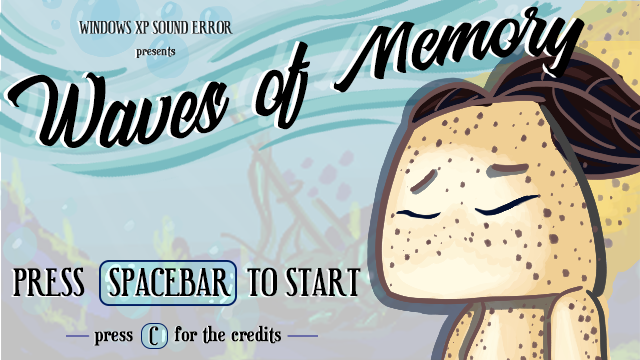 WINDOWS XP SOUND ERROR
presents
Waves of Memory
PRESS SPACEBAR TO START
press C for the credits